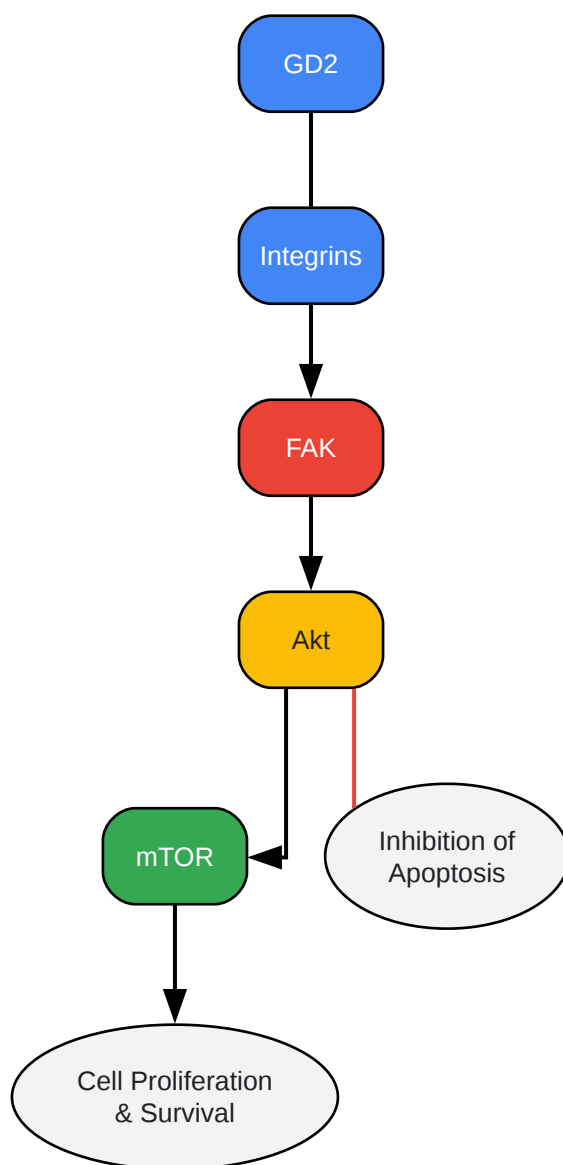 GD2
Integrins
FAK
Akt
mTOR
Inhibition of
Apoptosis
Cell Proliferation
& Survival